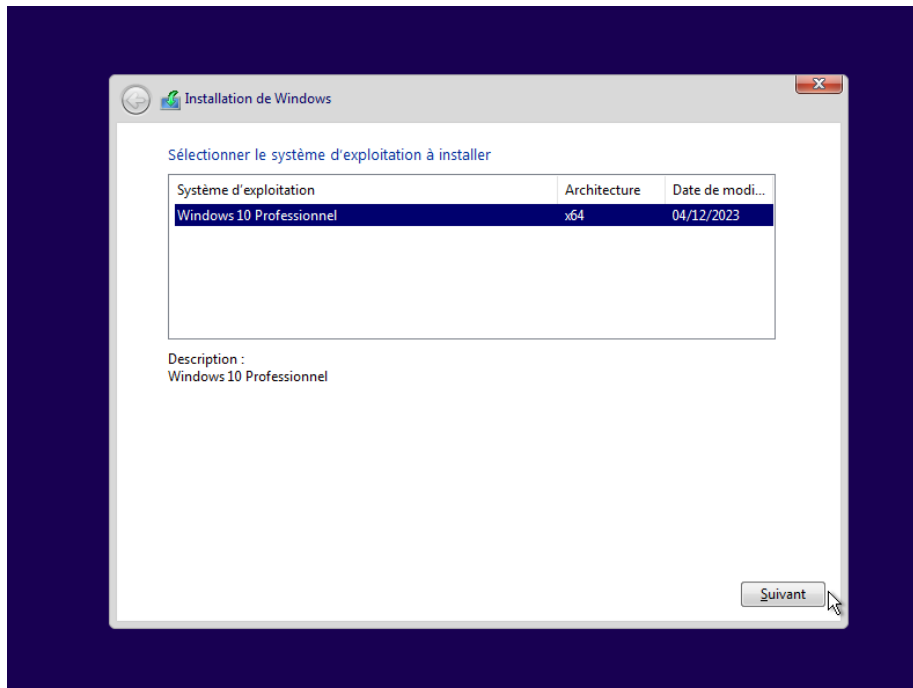 Installation de Windows
Sélectionner le système d'exploitation à installer
Système d'exploitation Architecture Date de modi...
Windows 10 Professionnel x64 04/12/2023
Description :
Windows 10 Professionnel
Suivant